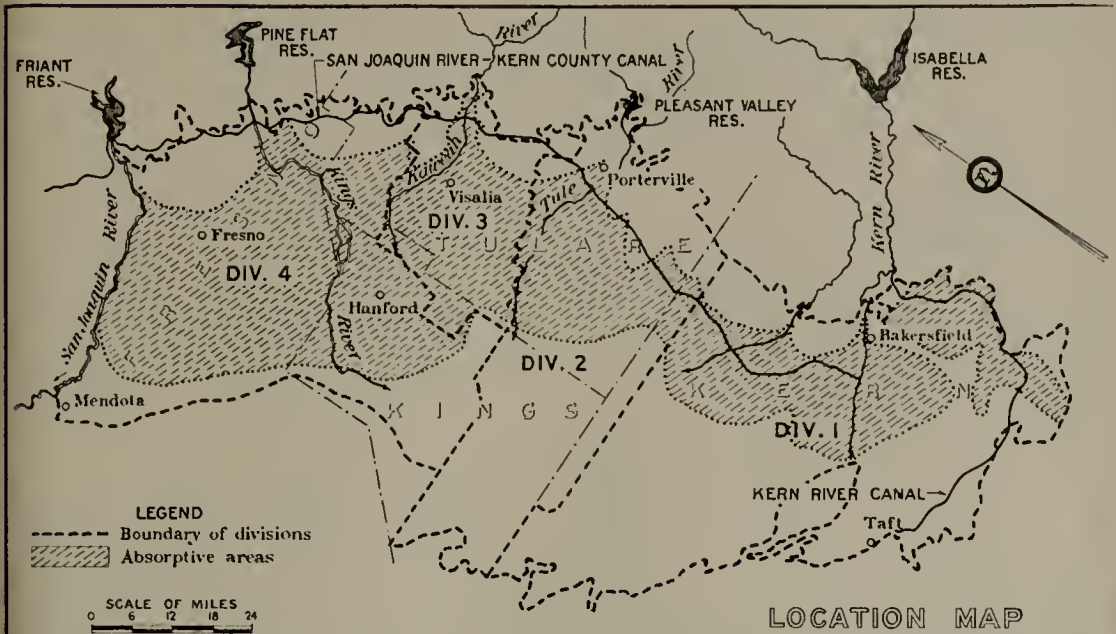 PINE FLAT
RES.
FRIANT
RES.
SAN JOAQUIN RIVER-KERN COUNTY CANAL
River
River
ISABELLA
RES.
PLEASANT VALLEY
RES.
Kern River
Kaweah
Visalia
Tule
Porterville
San Joaquin River
Fresno
DIV. 4
DIV. 3
TULARE
Kings River
Hanford
DIV. 2
KINGS
FRESNO
Bakersfield
KERN
DIV. 1
Mendota
KERN RIVER CANAL
Taft
LEGEND
Boundary of divisions
Absorptive areas
SCALE OF MILES
0 6 12 18 24
LOCATION MAP